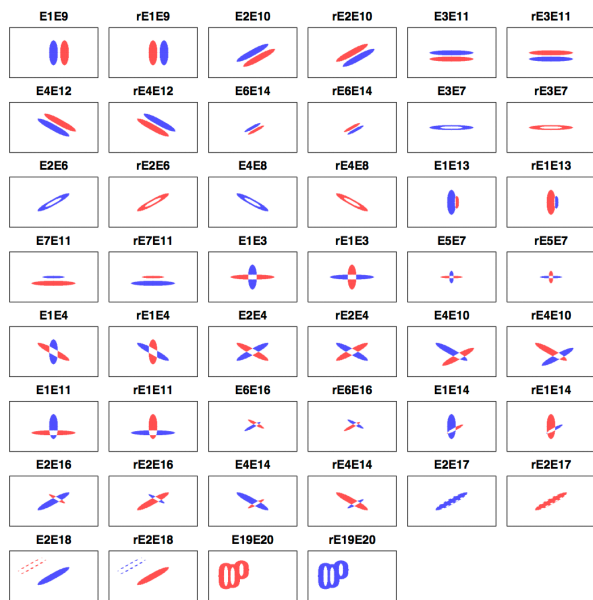 E1E9 rE1E9 E2E10 rE2E10 E3E11 rE3E11
E4E12 rE4E12 E6E14 rE6E14 E3E7 rE3E7
E2E6 rE2E6 E4E8 rE4E8 E1E13 rE1E13
E7E11 rE7E11 E1E3 rE1E3 E5E7 rE5E7
E1E4 rE1E4 E2E4 rE2E4 E4E10 rE4E10
E1E11 rE1E11 E6E16 rE6E16 E1E14 rE1E14
E2E16 rE2E16 E4E14 rE4E14 E2E17 rE2E17
E2E18 rE2E18 E19E20 rE19E20